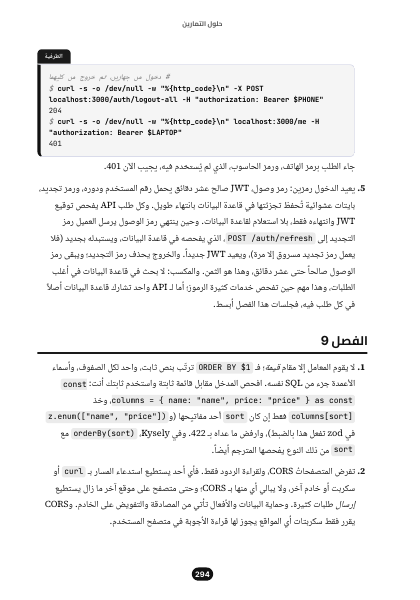 حلول التمارين
الطرفية
# دخول من جهازين، ثم خروج من كليهما
$ curl -s -o /dev/null -w "%{http_code}\n" -X POST
localhost:3000/auth/logout-all -H "authorization: Bearer $PHONE"
204
$ curl -s -o /dev/null -w "%{http_code}\n" localhost:3000/me -H
"authorization: Bearer $LAPTOP"
401
جاء الطلب برمز الهاتف، ورمز الحاسوب، الذي لم يُستخدم فيه، يجيب الآن 401.
5. يعيد الدخول رمزين: رمز وصول، JWT صالح عشر دقائق يحمل رقم المستخدم ودوره، ورمز تجديد،
بايتات عشوائية تُحفظ تجزئتها في قاعدة البيانات بانتهاء طويل. وكل طلب API يفحص توقيع
JWT وانتهاءه فقط، بلا استعلام لقاعدة البيانات. وحين ينتهي رمز الوصول يرسل العميل رمز
التجديد إلى POST /auth/refresh، الذي يفحصه في قاعدة البيانات، ويستبدله بجديد (فلا
يعمل رمز تجديد مسروق إلا مرة)، ويعيد JWT جديداً. والخروج يحذف رمز التجديد؛ ويبقى رمز
الوصول صالحاً حتى عشر دقائق، وهذا هو الثمن. والمكسب: لا بحث في قاعدة البيانات في أغلب
الطلبات، وهذا مهم حين تفحص خدمات كثيرة الرموز؛ أما لـ API واحد تشارك قاعدة البيانات أصلاً
في كل طلب فيه، فجلسات هذا الفصل أبسط.
الفصل 9
1. لا يقوم المعامل إلا مقام قيمة؛ فـ ORDER BY $1 ترتّب بنص ثابت، واحد لكل الصفوف، وأسماء
الأعمدة جزء من SQL نفسه. افحص المدخل مقابل قائمة ثابتة واستخدم ثابتك أنت: const
columns = { name: "name", price: "price" } as const، وخذ
columns[sort] فقط إن كان sort أحد مفاتيحها (و z.enum(["name", "price"])
في zod تفعل هذا بالضبط)، وارفض ما عداه بـ 422. وفي Kysely، orderBy(sort) مع
sort من ذلك النوع يفحصها المترجم أيضاً.
2. تفرض المتصفحاتُ CORS، ولقراءة الردود فقط. فأي أحد يستطيع استدعاء المسار بـ curl أو
سكربت أو خادم آخر، ولا يبالي أي منها بـ CORS؛ وحتى متصفح على موقع آخر ما زال يستطيع
إرسال طلبات كثيرة. وحماية البيانات والأفعال تأتي من المصادقة والتفويض على الخادم. وCORS
يقرر فقط سكربتات أي المواقع يجوز لها قراءة الأجوبة في متصفح المستخدم.
294